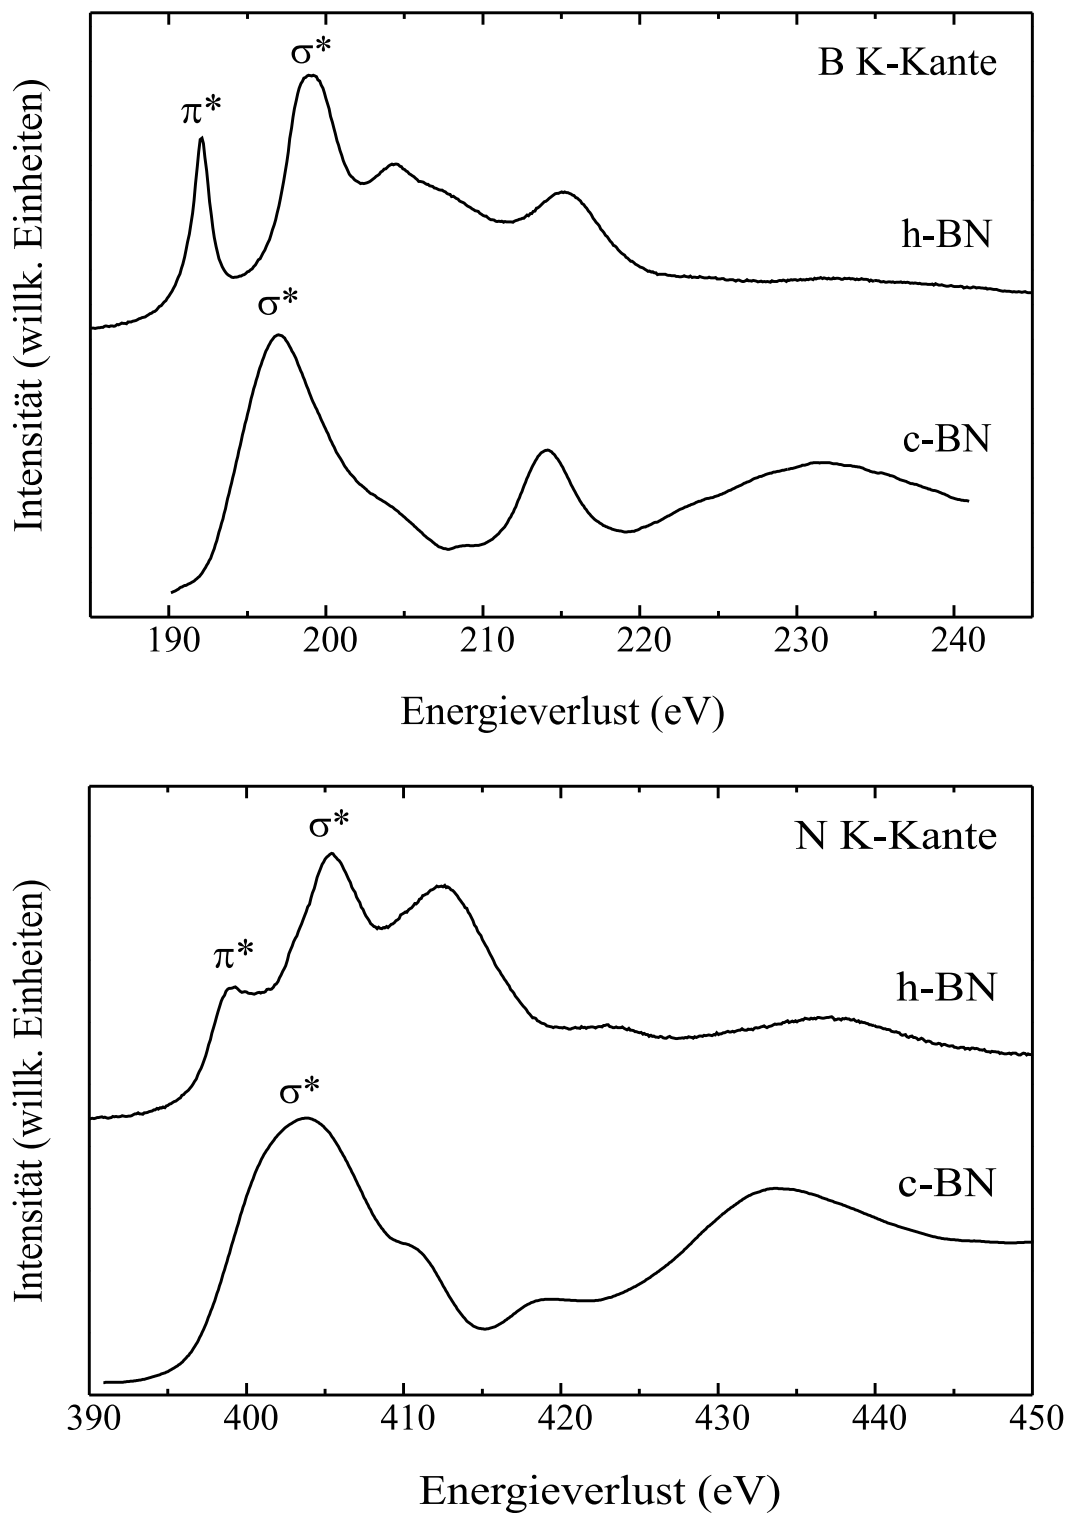 B K-Kante
σ*
π*
h-BN
σ*
c-BN
Intensität (willk. Einheiten)
190 200 210 220 230 240
Energieverlust (eV)
N K-Kante
σ*
π*
h-BN
σ*
c-BN
Intensität (willk. Einheiten)
390 400 410 420 430 440 450
Energieverlust (eV)